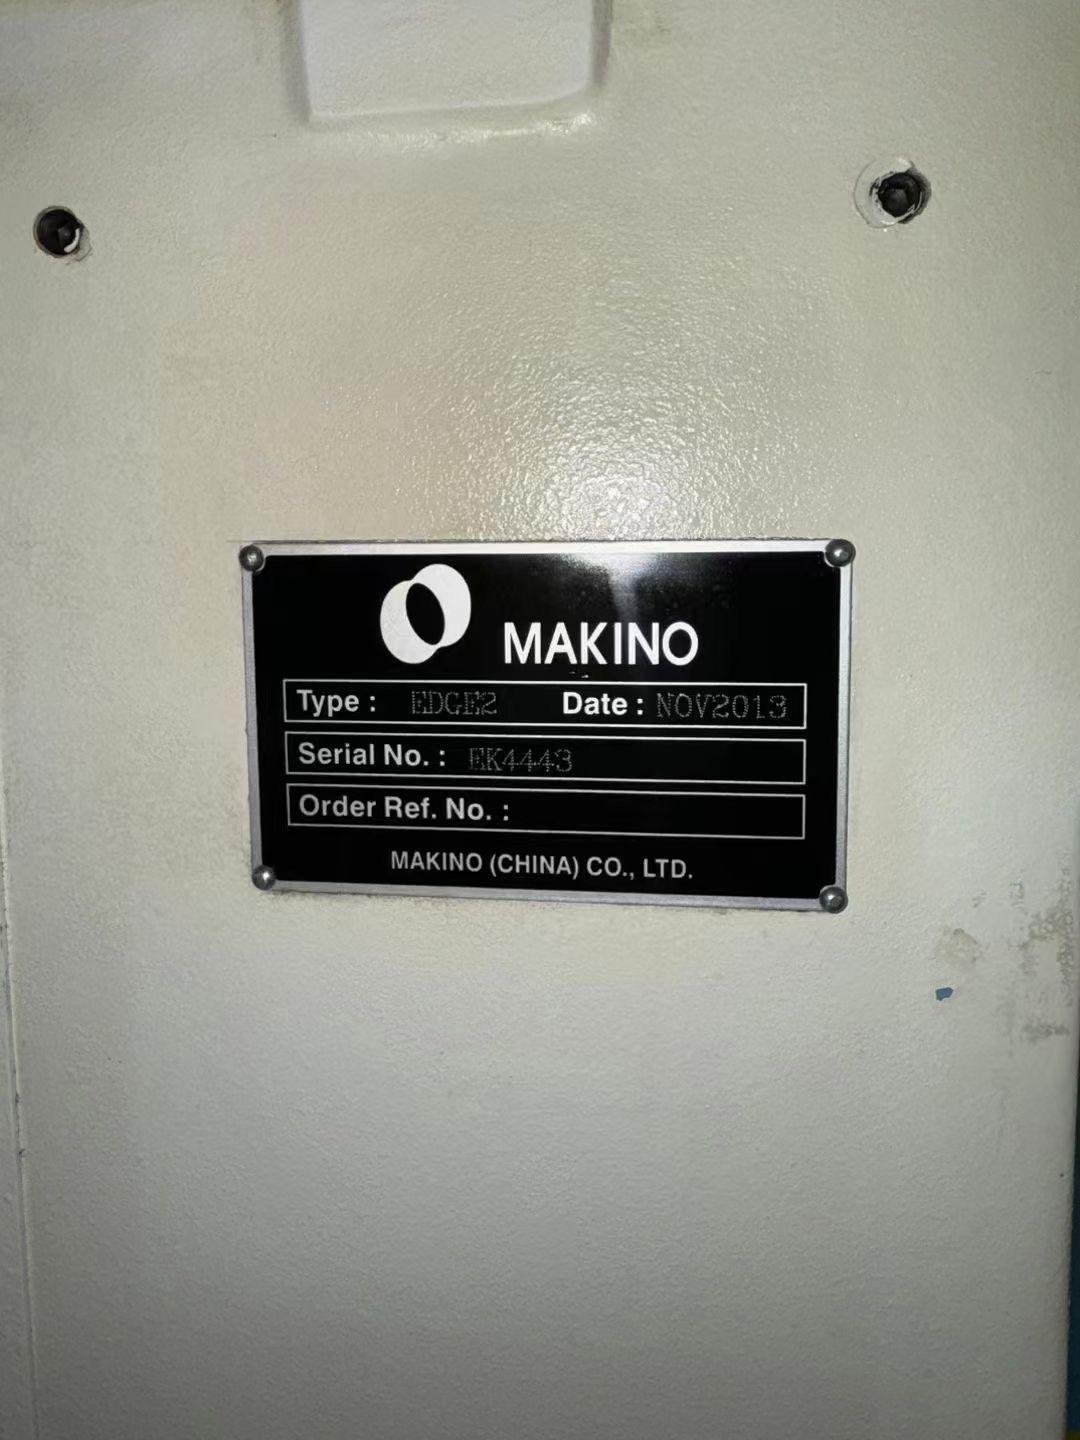 MAKINO
Type : EDGE2 Date : NOV2013
Serial No. : EK4443
Order Ref. No. :
MAKINO (CHINA) CO., LTD.